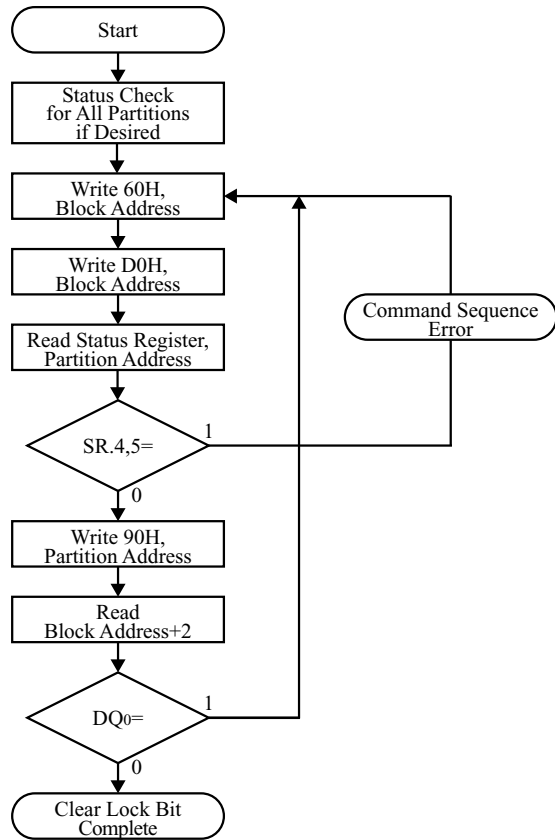 Start
Status Check
for All Partitions
if Desired
Write 60H,
Block Address
Write D0H,
Block Address
Read Status Register,
Partition Address
Command Sequence
Error
SR.4,5=
1
0
Write 90H,
Partition Address
Read
Block Address+2
DQ0=
1
0
Clear Lock Bit
Complete